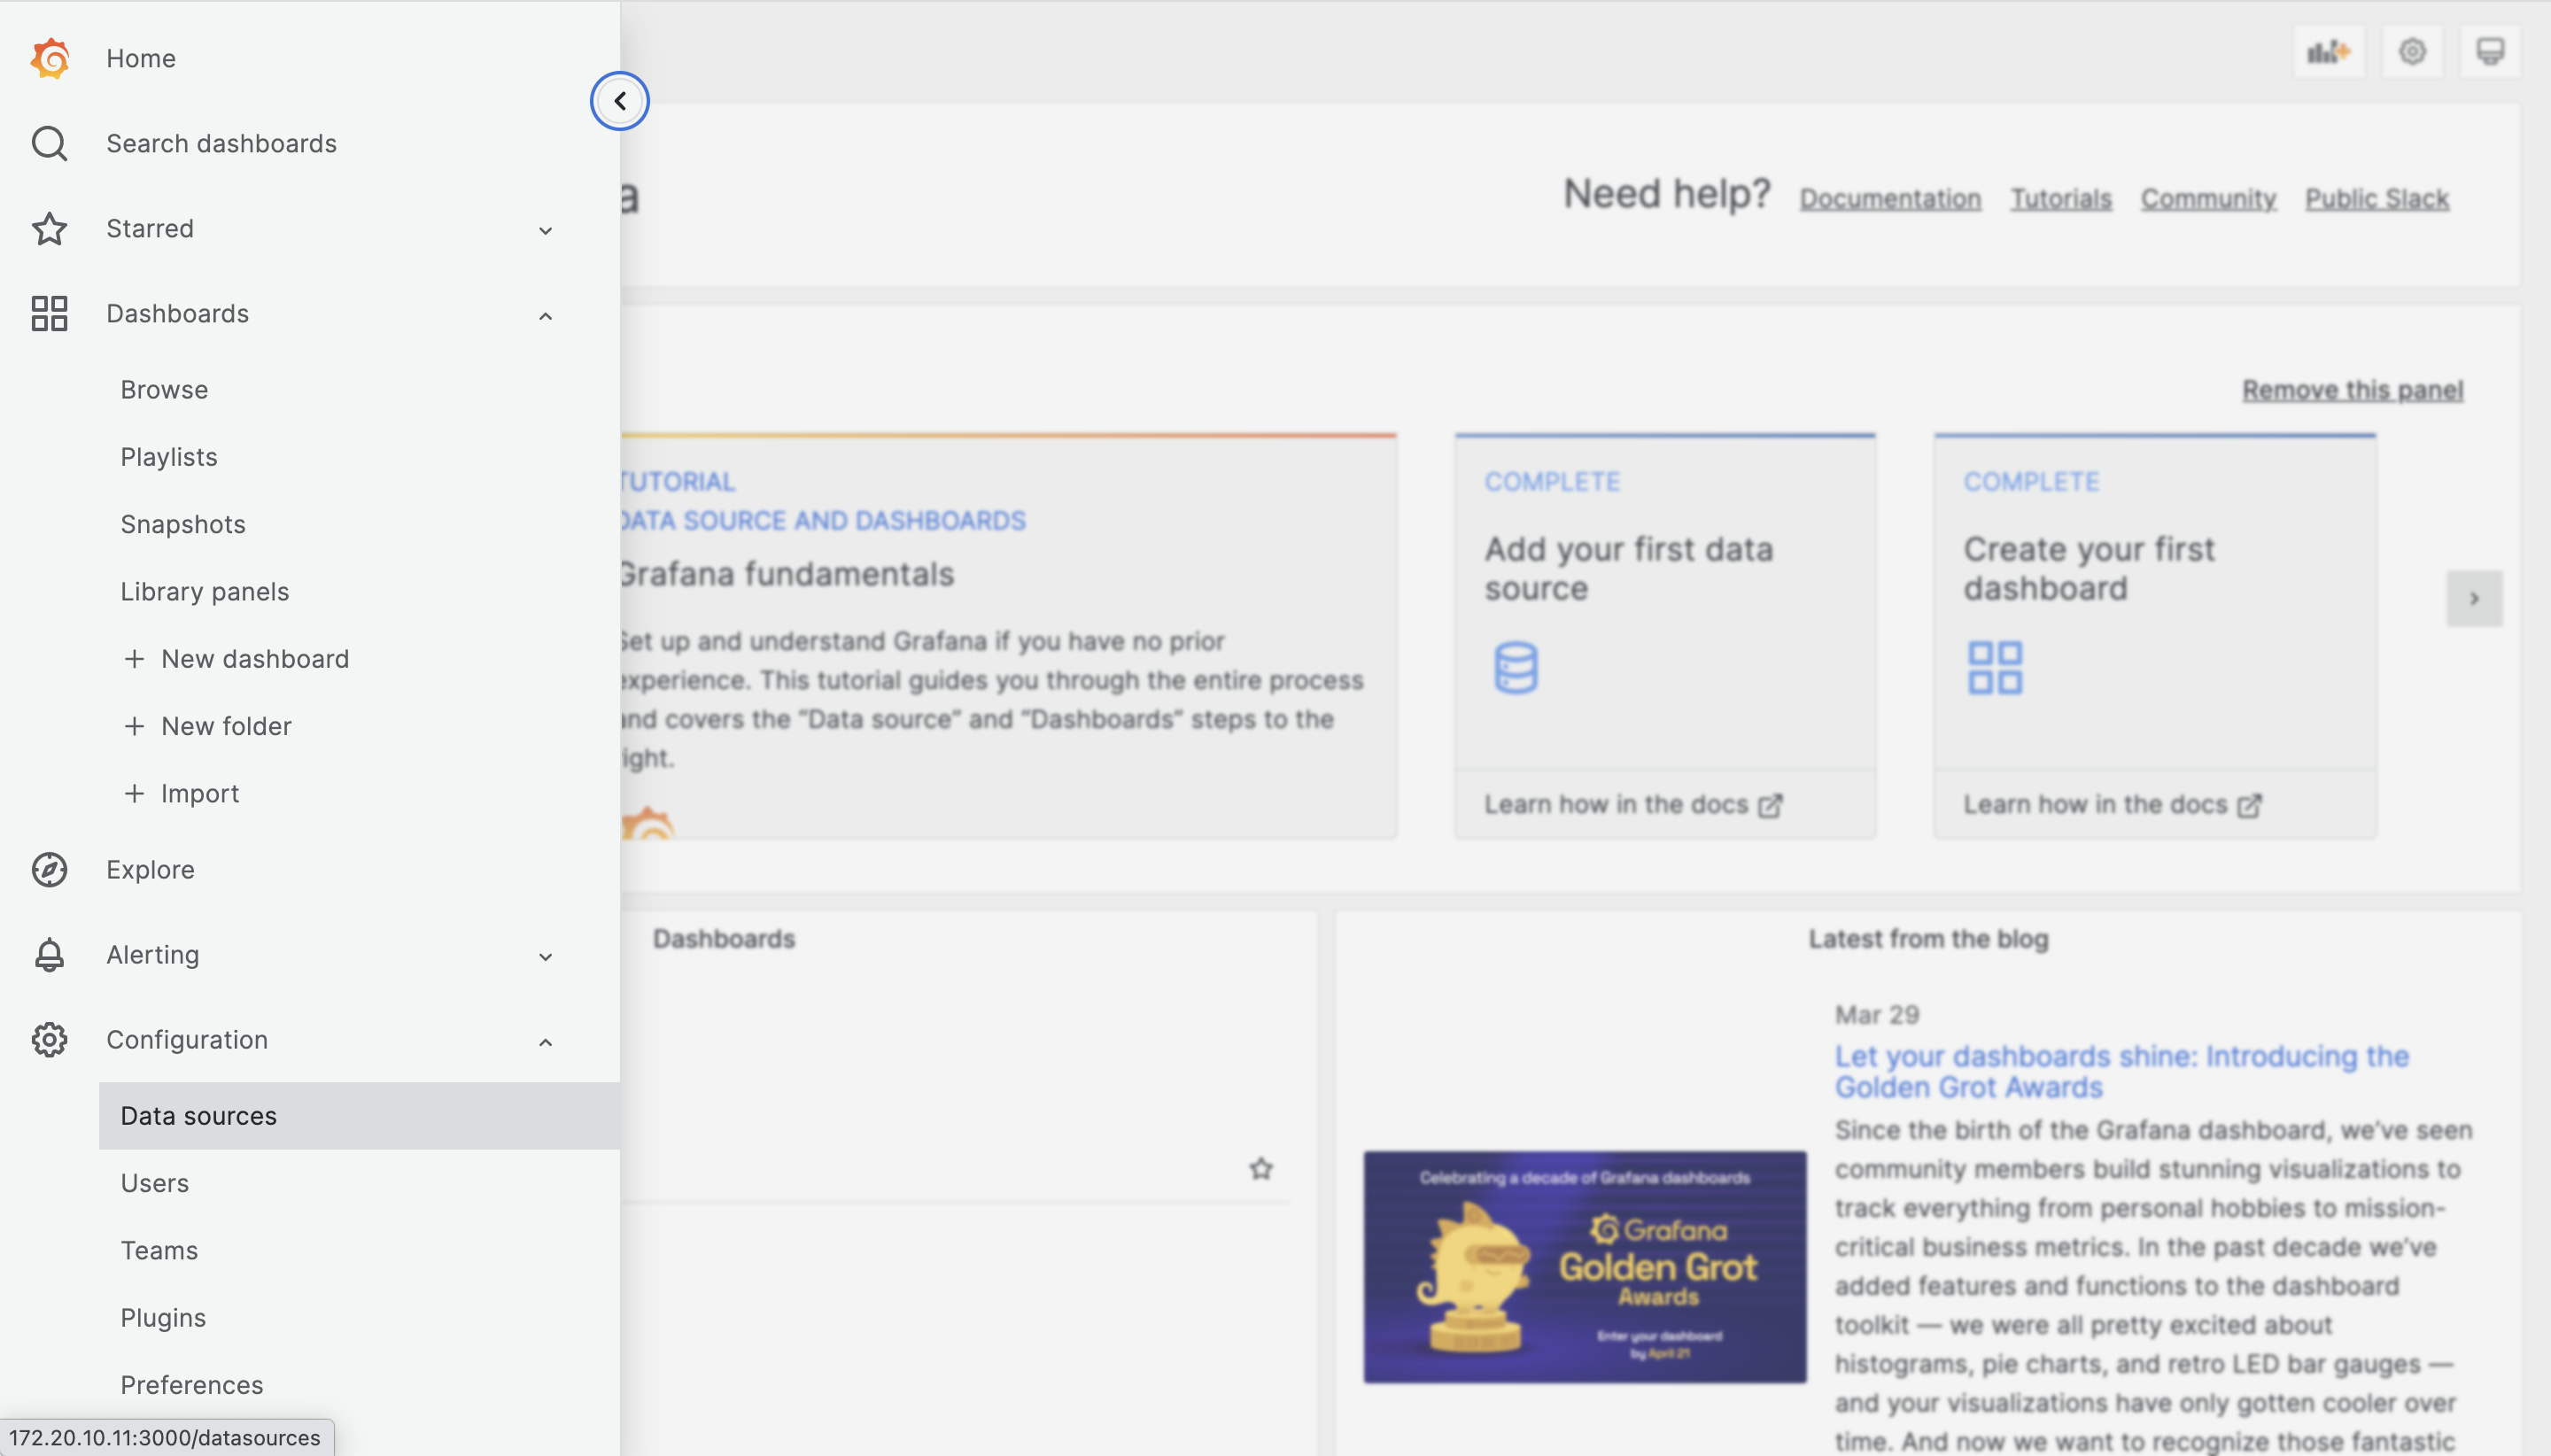 Home
Search dashboards
Starred
Dashboards
Browse
Playlists
Snapshots
Library panels
New dashboard
New folder
Import
Explore
Alerting
Configuration
Data sources
Users
Teams
Plugins
Preferences
172.20.10.11:3000/datasources
a
Need help? Documentation Tutorials Community Public Slack
Remove this panel
TUTORIAL
DATA SOURCE AND DASHBOARDS
Grafana fundamentals
Set up and understand Grafana if you have no prior
experience. This tutorial guides you through the entire process
and covers the “Data source” and “Dashboards” steps to the
right.
COMPLETE
Add your first data
source
Learn how in the docs
COMPLETE
Create your first
dashboard
Learn how in the docs
Dashboards
Latest from the blog
Celebrating a decade of Grafana dashboards
Grafana
Golden Grot
Awards
Enter your dashboard
by April 21
Mar 29
Let your dashboards shine: Introducing the
Golden Grot Awards
Since the birth of the Grafana dashboard, we’ve seen
community members build stunning visualizations to
track everything from personal hobbies to mission-
critical business metrics. In the past decade we’ve
added features and functions to the dashboard
toolkit — we were all pretty excited about
histograms, pie charts, and retro LED bar gauges —
and your visualizations have only gotten cooler over
time. And now we want to recognize those fantastic